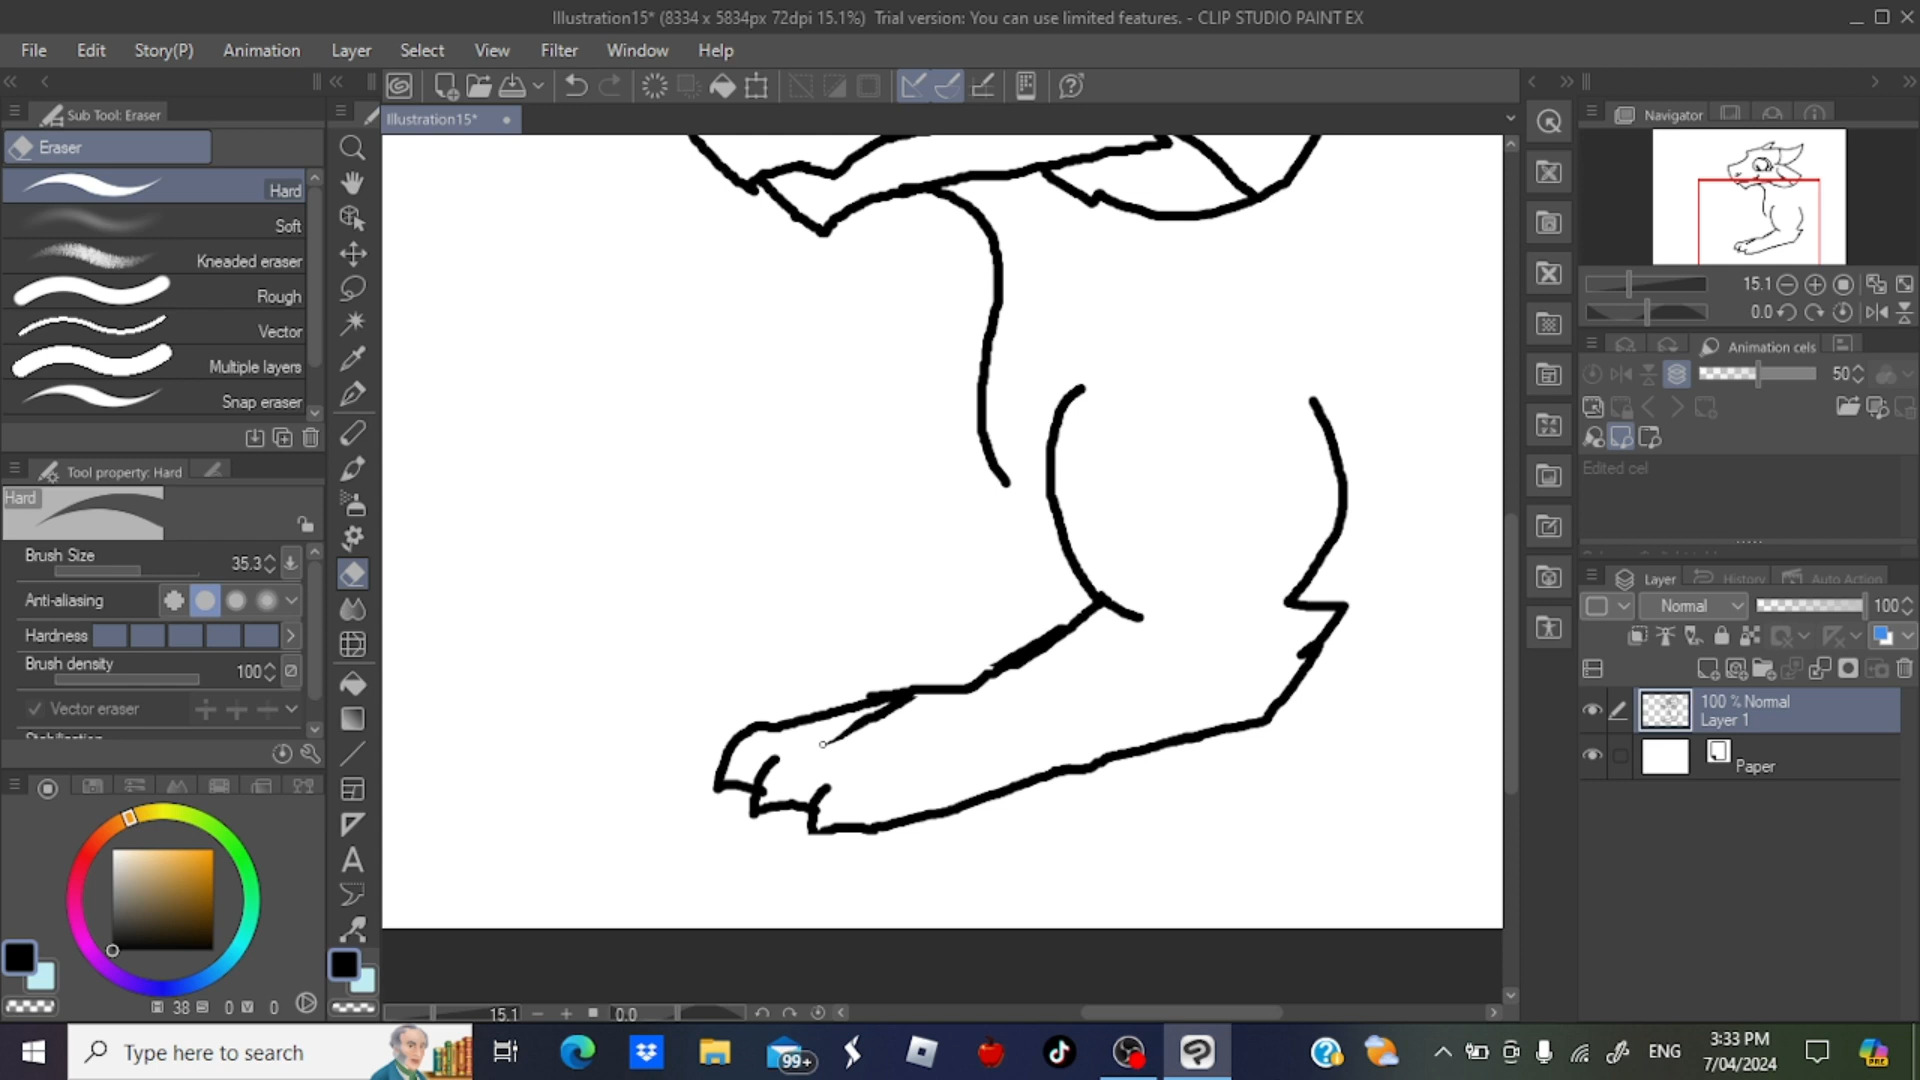 Illustration15* (8334 x 5834px 72dpi 15.1%)  Trial version: You can use limited features. - CLIP STUDIO PAINT EX
File Edit Story(P) Animation Layer Select View Filter Window Help
Sub Tool: Eraser
Illustration15*
Navigator
Eraser
Hard
Soft
Kneaded eraser
Rough
Vector
Multiple layers
Snap eraser
15.1
0.0
Animation cels
50
Edited cel
Tool property: Hard
Hard
Brush Size 35.3
Anti-aliasing
Hardness
Brush density 100
Vector eraser
Layer History Auto Action
Normal 100
100 % Normal
Layer 1
Paper
38 0 0
15.1 0.0
Type here to search
99+
ENG
3:33 PM
7/04/2024
PRE